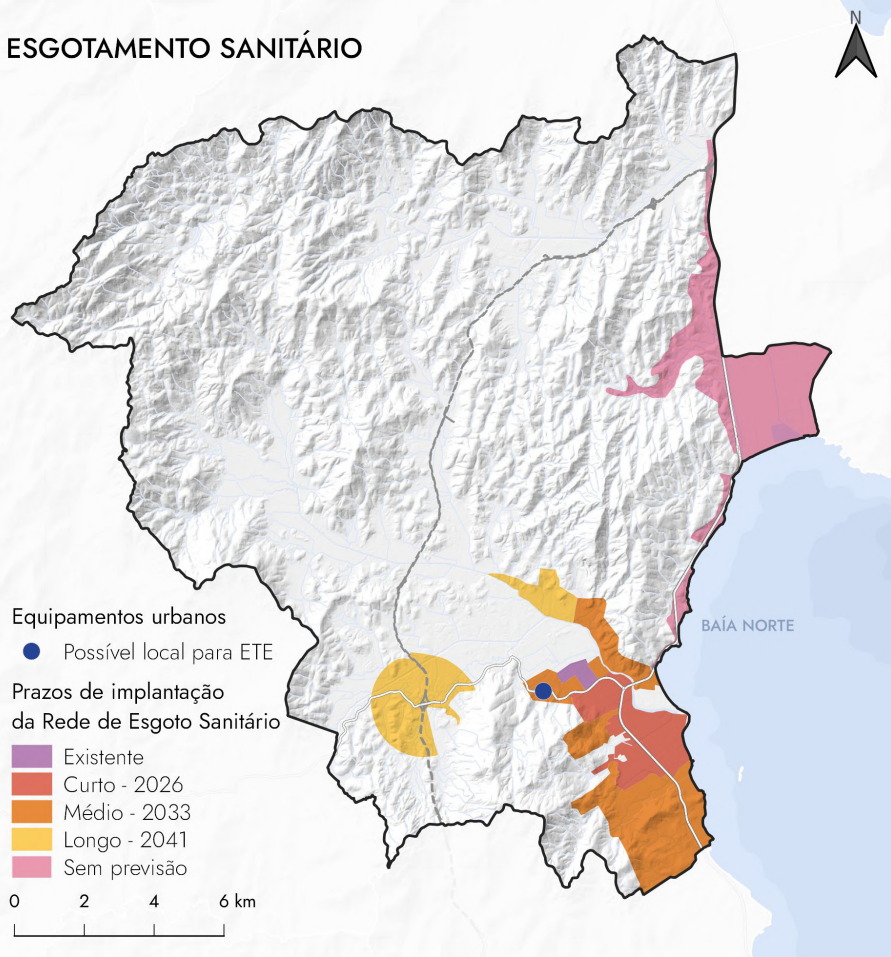 ESGOTAMENTO SANITÁRIO
N
BAÍA NORTE
Equipamentos urbanos
Possível local para ETE
Prazos de implantação
da Rede de Esgoto Sanitário
Existente
Curto - 2026
Médio - 2033
Longo - 2041
Sem previsão
0 2 4 6 km